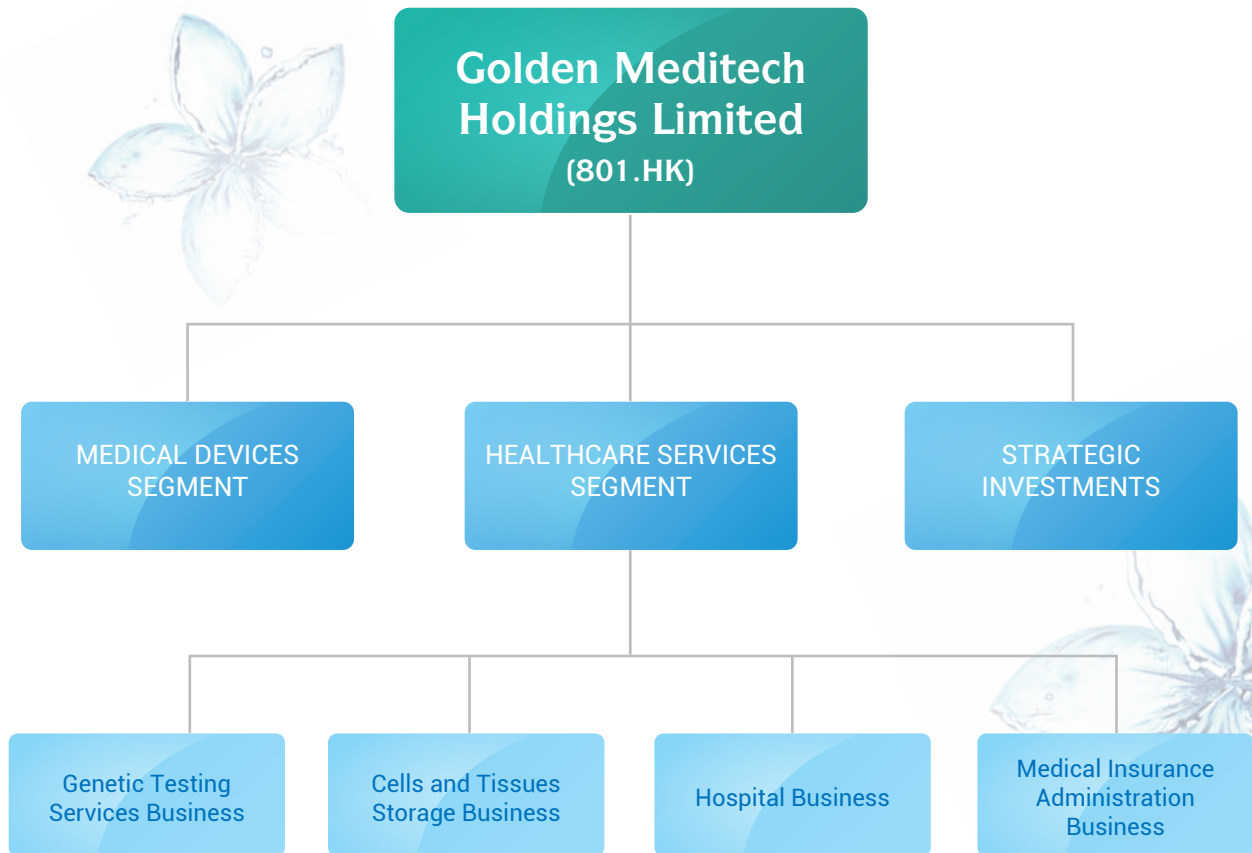 Golden Meditech
Holdings Limited
(801.HK)
MEDICAL DEVICES
SEGMENT
HEALTHCARE SERVICES
SEGMENT
STRATEGIC
INVESTMENTS
Genetic Testing
Services Business
Cells and Tissues
Storage Business
Hospital Business
Medical Insurance
Administration
Business